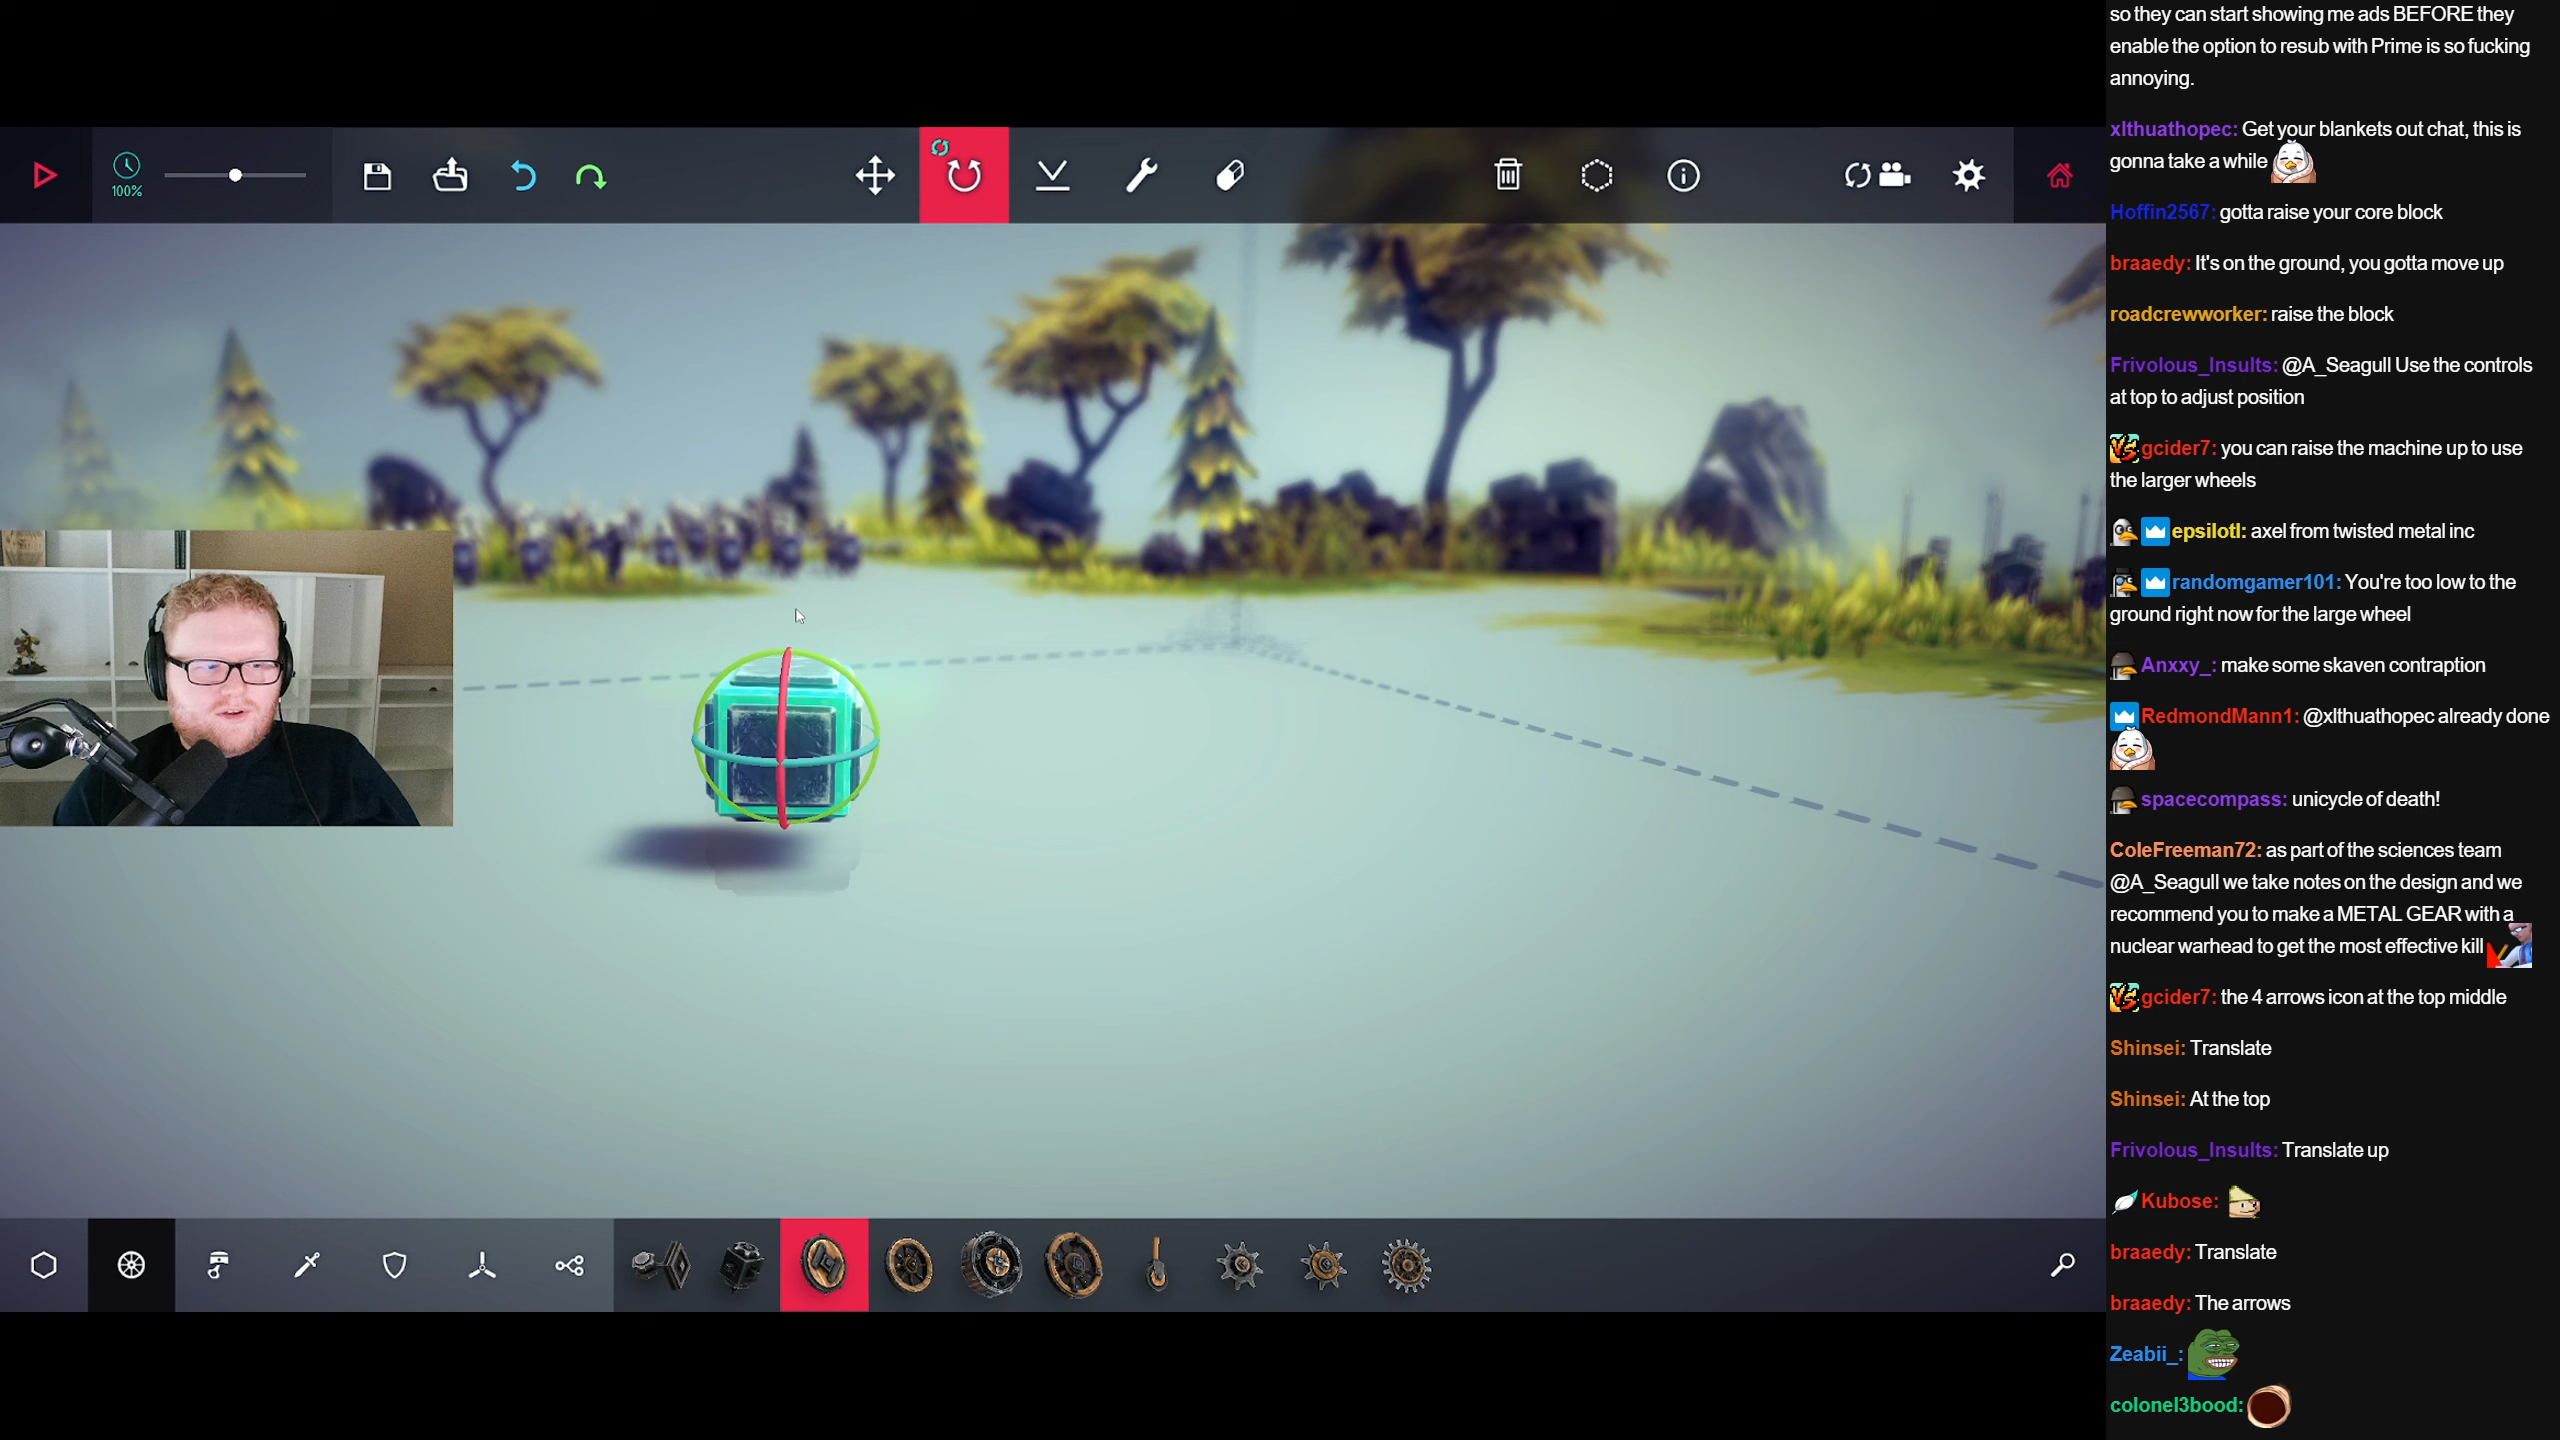 100%
so they can start showing me ads BEFORE they
enable the option to resub with Prime is so fucking
annoying.
xlthuathopec: Get your blankets out chat, this is
gonna take a while
Hoffin2567: gotta raise your core block
braaedy: It's on the ground, you gotta move up
roadcrewworker: raise the block
Frivolous_Insults: @A_Seagull Use the controls
at top to adjust position
gcider7: you can raise the machine up to use
the larger wheels
epsilotl: axel from twisted metal inc
randomgamer101: You're too low to the
ground right now for the large wheel
Anxxy_: make some skaven contraption
RedmondMann1: @xlthuathopec already done
spacecompass: unicycle of death!
ColeFreeman72: as part of the sciences team
@A_Seagull we take notes on the design and we
recommend you to make a METAL GEAR with a
nuclear warhead to get the most effective kill
gcider7: the 4 arrows icon at the top middle
Shinsei: Translate
Shinsei: At the top
Frivolous_Insults: Translate up
Kubose:
braaedy: Translate
braaedy: The arrows
Zeabii_:
colonel3bood: